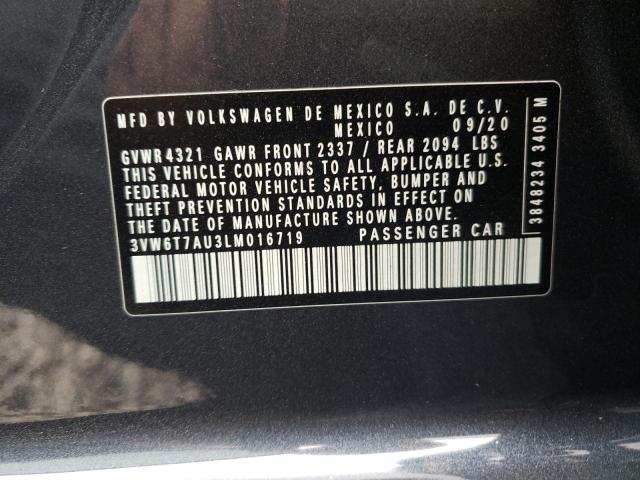 MFD BY VOLKSWAGEN DE MEXICO S.A. DE C.V.
MEXICO 09/20
GVWR 4321 GAWR FRONT 2337 / REAR 2094 LBS
THIS VEHICLE CONFORMS TO ALL APPLICABLE U.S.
FEDERAL MOTOR VEHICLE SAFETY, BUMPER AND
THEFT PREVENTION STANDARDS IN EFFECT ON
THE DATE OF MANUFACTURE SHOWN ABOVE.
3VW6T7AU3LM016719 PASSENGER CAR
3848234 3405 M